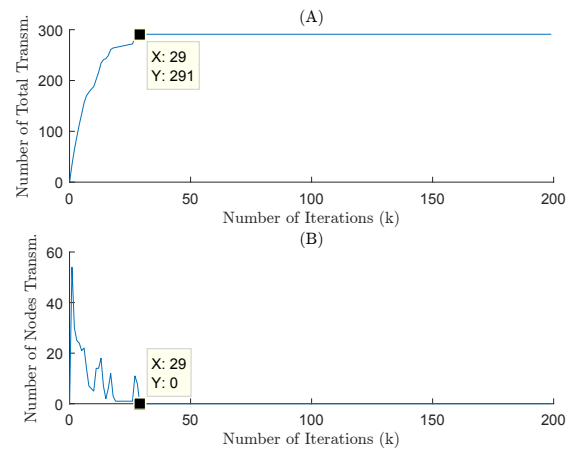 (A)
Number of Total Transm.
300
200
100
0
X: 29
Y: 291
0 50 100 150 200
Number of Iterations (k)
(B)
Number of Nodes Transm.
60
40
20
0
X: 29
Y: 0
0 50 100 150 200
Number of Iterations (k)